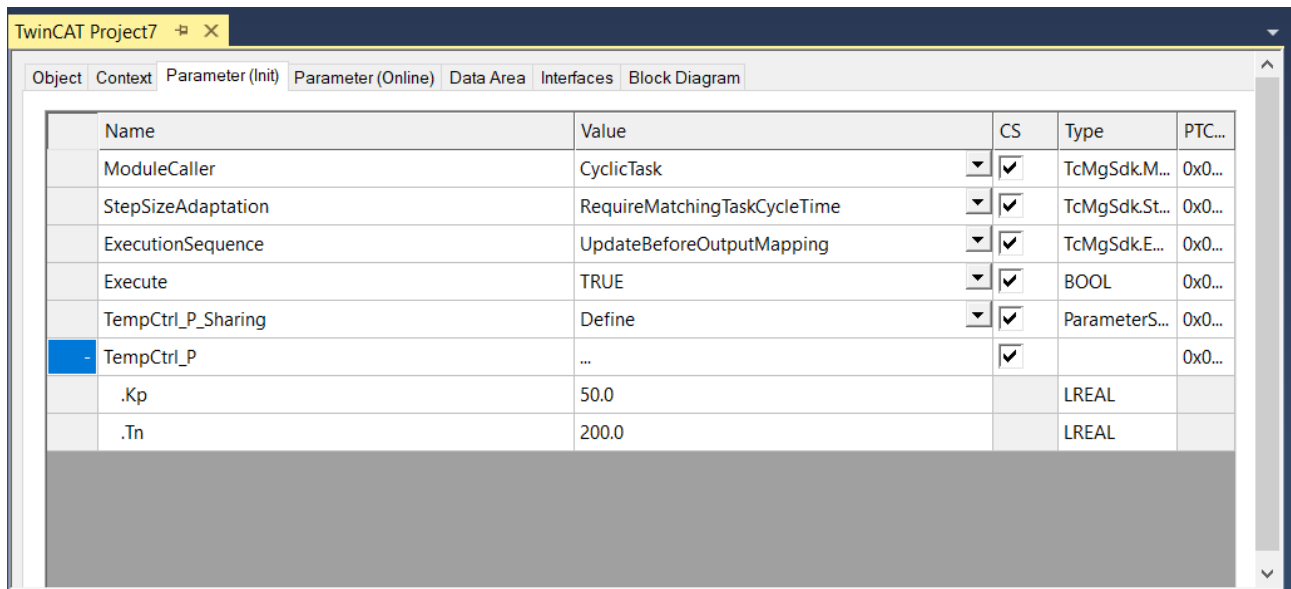 TwinCAT Project7
Object Context Parameter (Init) Parameter (Online) Data Area Interfaces Block Diagram
Name Value CS Type PTC...
ModuleCaller CyclicTask TcMgSdk.M... 0x0...
StepSizeAdaptation RequireMatchingTaskCycleTime TcMgSdk.St... 0x0...
ExecutionSequence UpdateBeforeOutputMapping TcMgSdk.E... 0x0...
Execute TRUE BOOL 0x0...
TempCtrl_P_Sharing Define ParameterS... 0x0...
- TempCtrl_P ... 0x0...
.Kp 50.0 LREAL
.Tn 200.0 LREAL